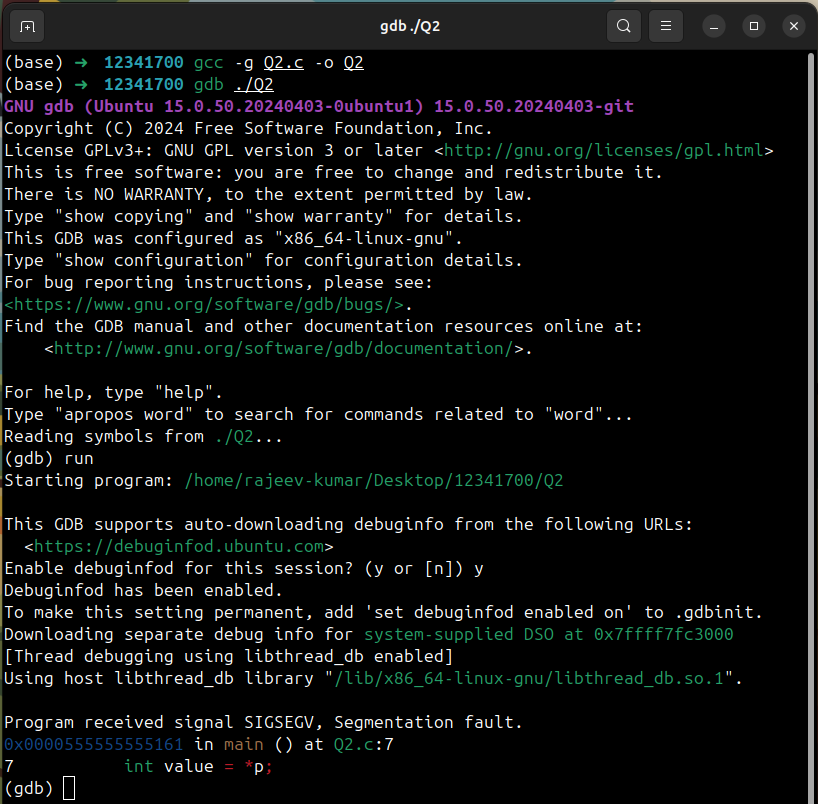 gdb ./Q2
(base) → 12341700 gcc -g Q2.c -o Q2
(base) → 12341700 gdb ./Q2
GNU gdb (Ubuntu 15.0.50.20240403-0ubuntu1) 15.0.50.20240403-git
Copyright (C) 2024 Free Software Foundation, Inc.
License GPLv3+: GNU GPL version 3 or later <http://gnu.org/licenses/gpl.html>
This is free software: you are free to change and redistribute it.
There is NO WARRANTY, to the extent permitted by law.
Type "show copying" and "show warranty" for details.
This GDB was configured as "x86_64-linux-gnu".
Type "show configuration" for configuration details.
For bug reporting instructions, please see:
<https://www.gnu.org/software/gdb/bugs/>.
Find the GDB manual and other documentation resources online at:
    <http://www.gnu.org/software/gdb/documentation/>.

For help, type "help".
Type "apropos word" to search for commands related to "word"...
Reading symbols from ./Q2...
(gdb) run
Starting program: /home/rajeev-kumar/Desktop/12341700/Q2

This GDB supports auto-downloading debuginfo from the following URLs:
  <https://debuginfod.ubuntu.com>
Enable debuginfod for this session? (y or [n]) y
Debuginfod has been enabled.
To make this setting permanent, add 'set debuginfod enabled on' to .gdbinit.
Downloading separate debug info for system-supplied DSO at 0x7ffff7fc3000
[Thread debugging using libthread_db enabled]
Using host libthread_db library "/lib/x86_64-linux-gnu/libthread_db.so.1".

Program received signal SIGSEGV, Segmentation fault.
0x0000555555555161 in main () at Q2.c:7
7           int value = *p;
(gdb)